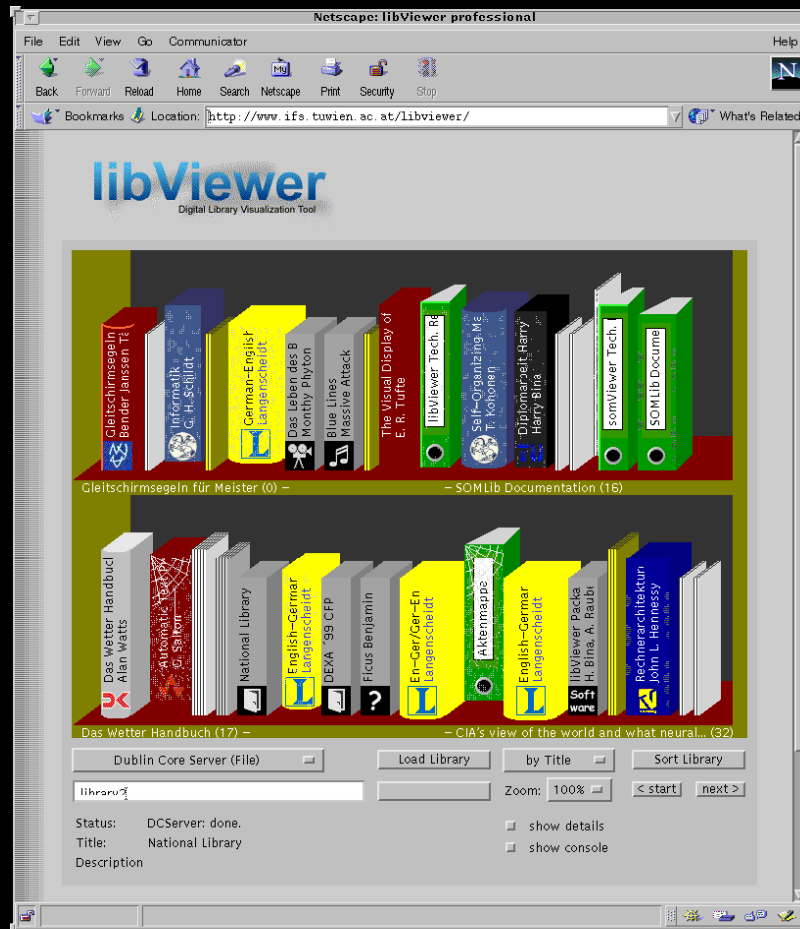 Netscape: libViewer professional
File Edit View Go Communicator Help
My N
Back Forward Reload Home Search Netscape Print Security Stop
Bookmarks Location: http://www.ifs.tuwien.ac.at/libviewer/ What's Related
libViewer
Digital Library Visualization Tool
Gleitschirmsegeln
Bender Janssen Tä
Informatik
G. H. Schildt
German-English
Langenscheidt
L
Das Leben des B
Monthy Phyton
Blue Lines
Massive Attack
The Visual Display of
E. R. Tufte
libViewer Tech. Re
Self-Organizing Ma
T. Kohonen
Diplomarbeit Harry
Harry Bina
TU
somViewer Tech.
SOMLib Docume
Gleitschirmsegeln für Meister (0) –
– SOMLib Documentation (16)
Das Wetter Handbuch
Alan Watts
Automatic Text
G. Salton
National Library
English-German
Langenscheidt
L
DEXA '99 CFP
Ficus Benjamin
?
En-Ger/Ger-En
Langenscheidt
L
Aktenmappe
English-German
Langenscheidt
L
libViewer Packa
H. Bina, A. Raube
Soft
ware
Rechnerarchitektur
John L. Hennessy
Das Wetter Handbuch (17) –
– CIA's view of the world and what neural... (32)
Dublin Core Server (File) Load Library by Title Sort Library
library2 Zoom: 100% < start next >
Status: DCServer: done.
Title: National Library
Description
show details
show console